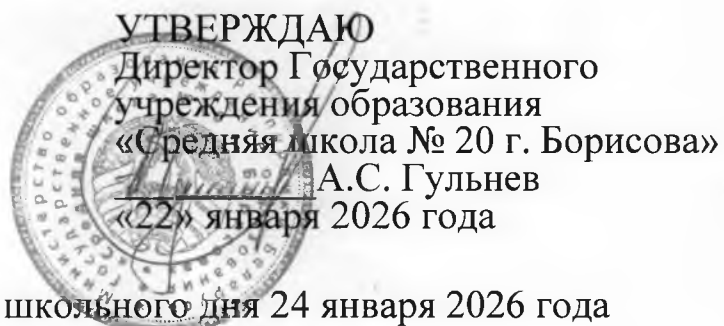 УТВЕРЖДАЮ
Директор Государственного
учреждения образования
«Средняя школа № 20 г. Борисова»
А.С. Гульнев
«22» января 2026 года
школьного дня 24 января 2026 года